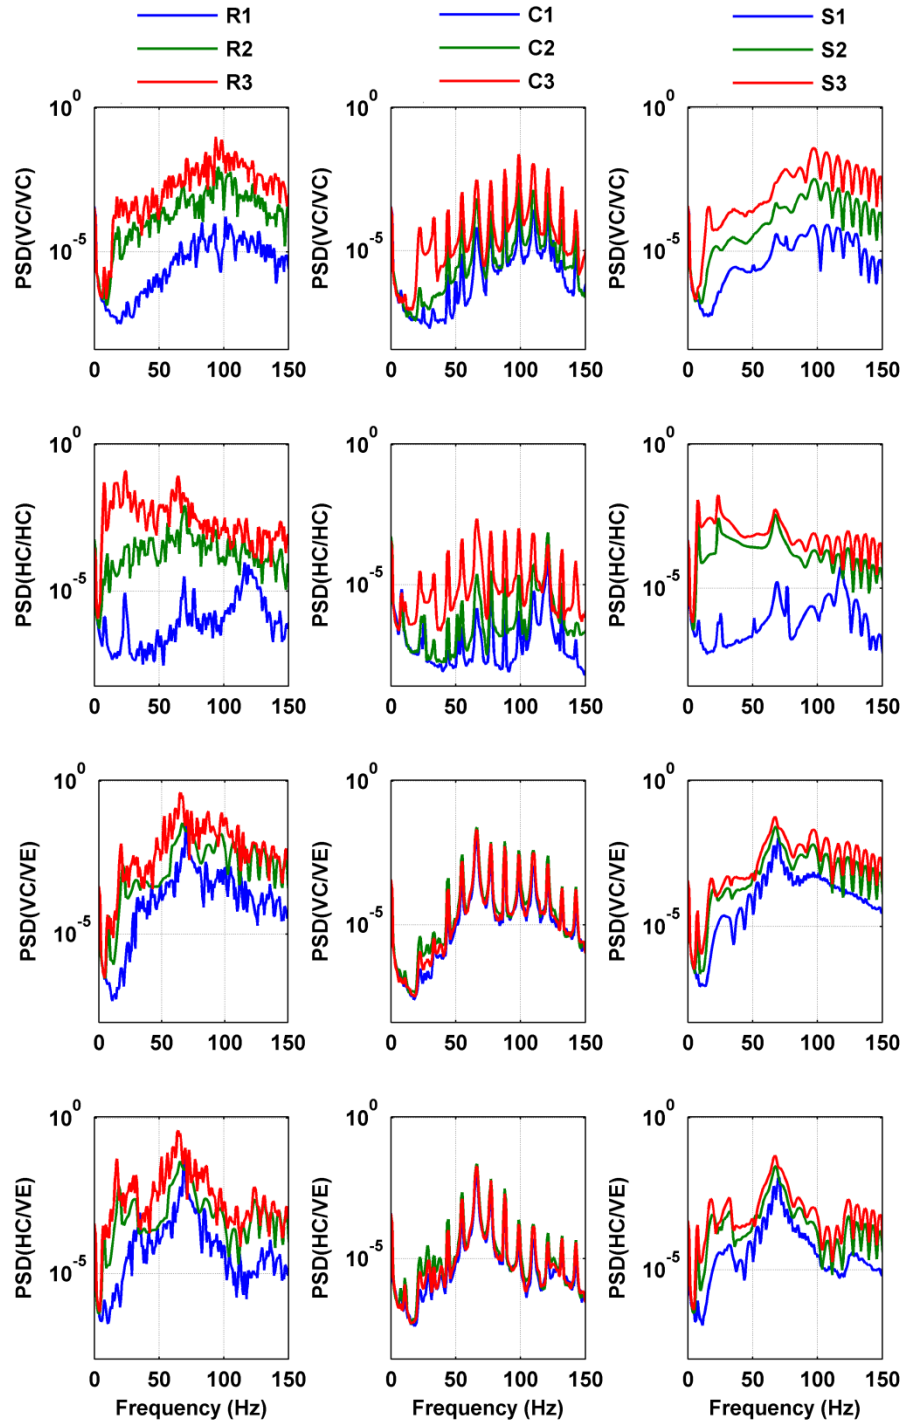 R1 C1 S1
R2 C2 S2
R3 C3 S3
10^0 10^0 10^0
PSD(VC/VC) PSD(VC/VC) PSD(VC/VC)
10^-5 10^-5 10^-5
0 50 100 150 0 50 100 150 0 50 100 150
10^0 10^0 10^0
PSD(HC/HC) PSD(HC/HC) PSD(HC/HC)
10^-5 10^-5 10^-5
0 50 100 150 0 50 100 150 0 50 100 150
10^0 10^0 10^0
PSD(VC/VE) PSD(VC/VE) PSD(VC/VE)
10^-5 10^-5 10^-5
0 50 100 150 0 50 100 150 0 50 100 150
10^0 10^0 10^0
PSD(HC/VE) PSD(HC/VE) PSD(HC/VE)
10^-5 10^-5 10^-5
0 50 100 150 0 50 100 150 0 50 100 150
Frequency (Hz) Frequency (Hz) Frequency (Hz)